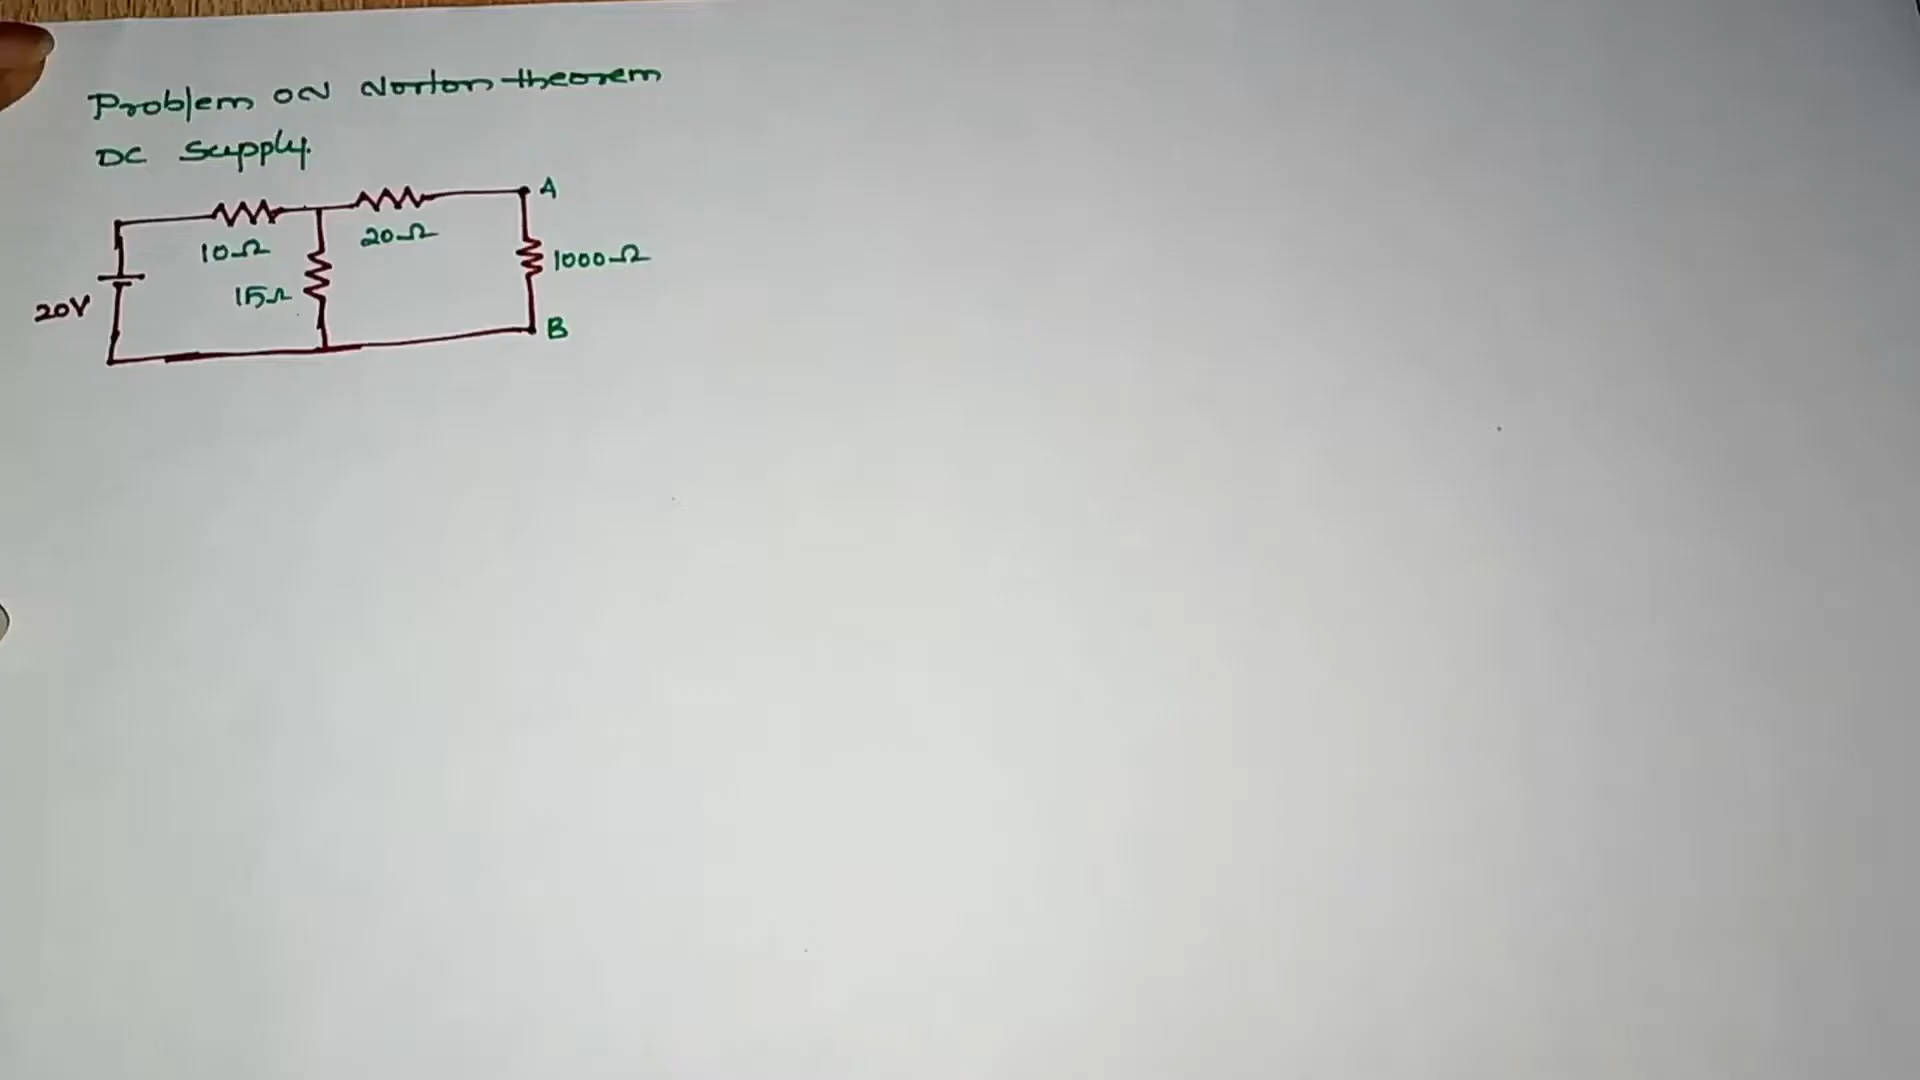 Problem on Norton theorem
DC Supply.
A
10Ω
20Ω
1000Ω
15Ω
20V
B